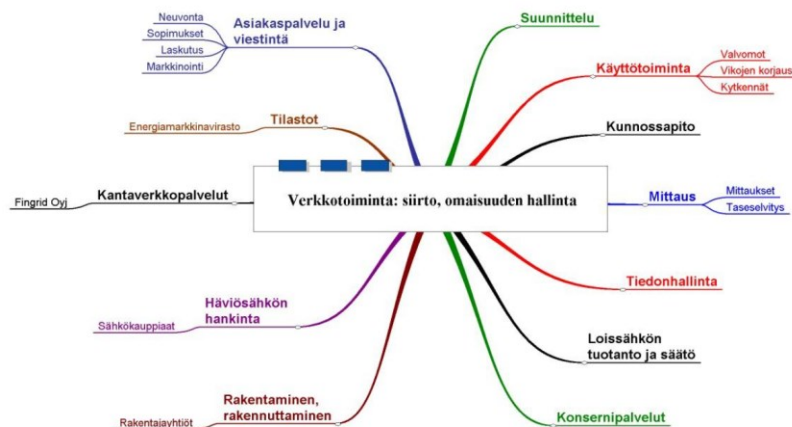 Neuvonta
Sopimukset
Laskutus
Markkinointi
Asiakaspalvelu ja
viestintä
Energiamarkkinavirasto
Tilastot
Fingrid Oyj
Kantaverkkopalvelut
Sähkökauppiaat
Häviösähkön
hankinta
Rakentajayhtiöt
Rakentaminen,
rakennuttaminen
Verkkotoiminta: siirto, omaisuuden hallinta
Suunnittelu
Käyttötoiminta
Valvomot
Vikojen korjaus
Kytkennät
Kunnossapito
Mittaus
Mittaukset
Taseselvitys
Tiedonhallinta
Loissähkön
tuotanto ja säätö
Konsernipalvelut